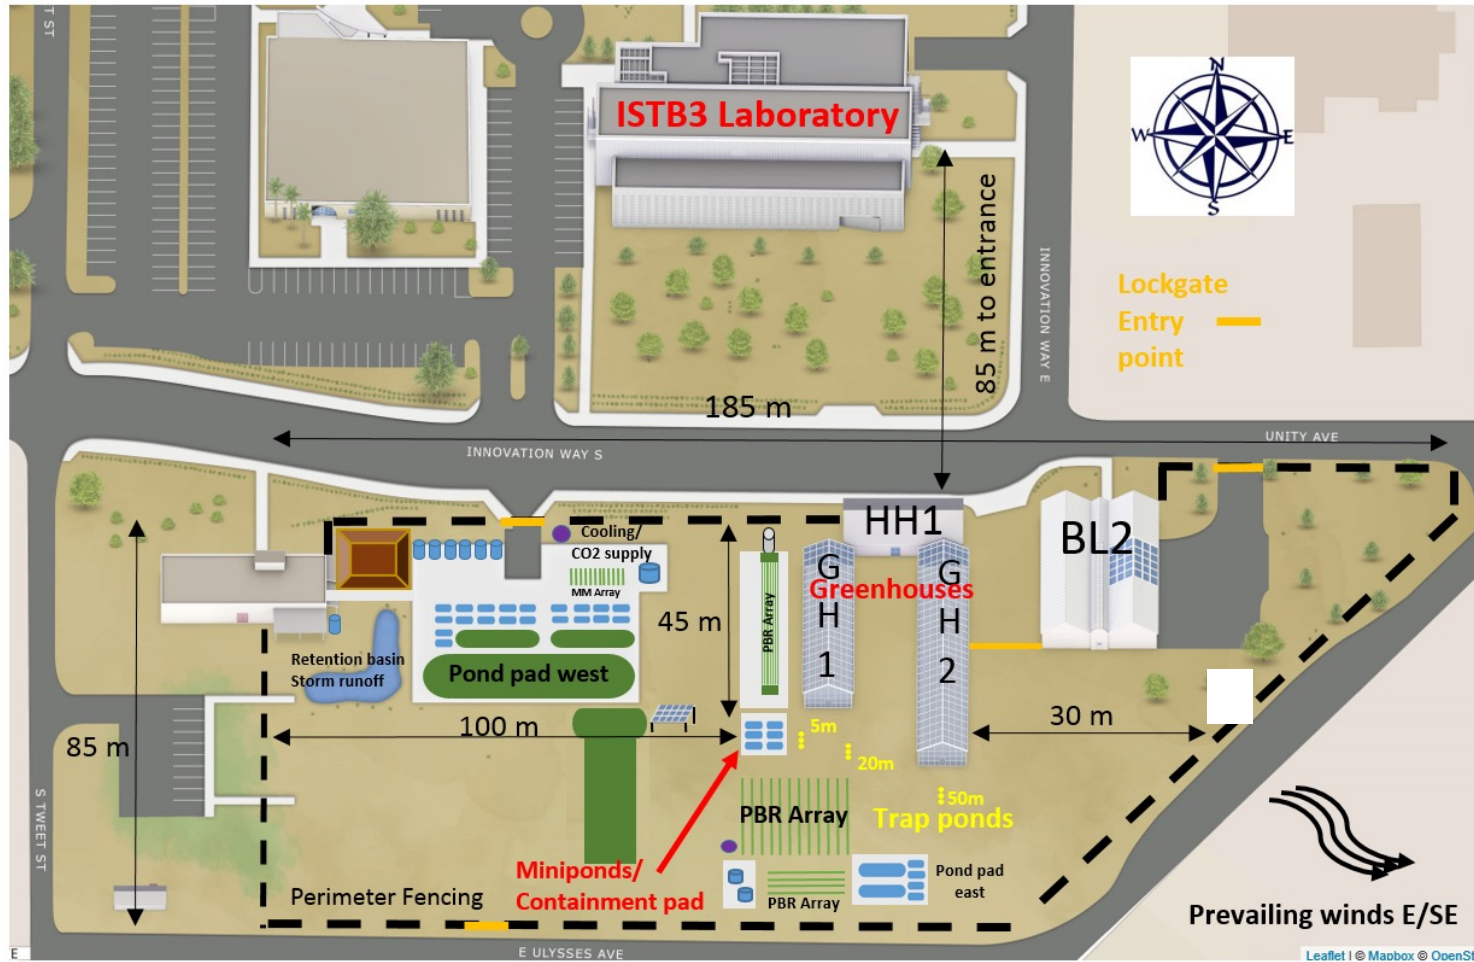 T ST
ISTB3 Laboratory
N
W
E
S
INNOVATION WAY E
85 m to entrance
Lockgate
Entry
point
185 m
UNITY AVE
INNOVATION WAY S
HH1
BL2
Cooling/
CO2 supply
MM Array
PBR Array
G
H
1
G
H
2
Greenhouses
45 m
Retention basin
Storm runoff
Pond pad west
100 m
30 m
85 m
5m
20m
50m
Trap ponds
PBR Array
S TWEET ST
Miniponds/
Containment pad
Pond pad
east
PBR Array
Perimeter Fencing
Prevailing winds E/SE
E ULYSSES AVE
E
Leaflet | © Mapbox © OpenSt